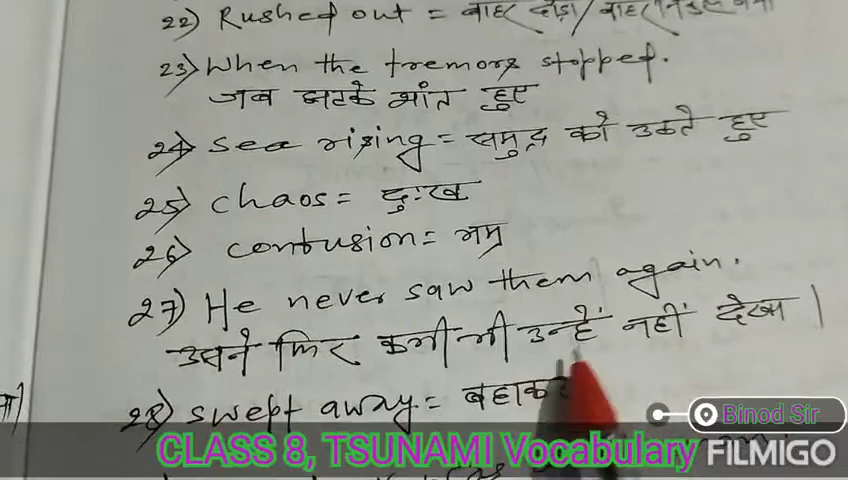 22) Rushed out = बाहर दौड़ा / बाहर
23) When the tremors stopped.
जब झटके शांत हुए
24) sea rising = समुद्र को उठते हुए
25) chaos = दुःख
26) confusion = भ्रम
27) He never saw them again.
उसने फिर कभी भी उन्हें नहीं देखा।
28) swept away = बहाकर
Binod Sir
CLASS 8, TSUNAMI Vocabulary
FILMIGO